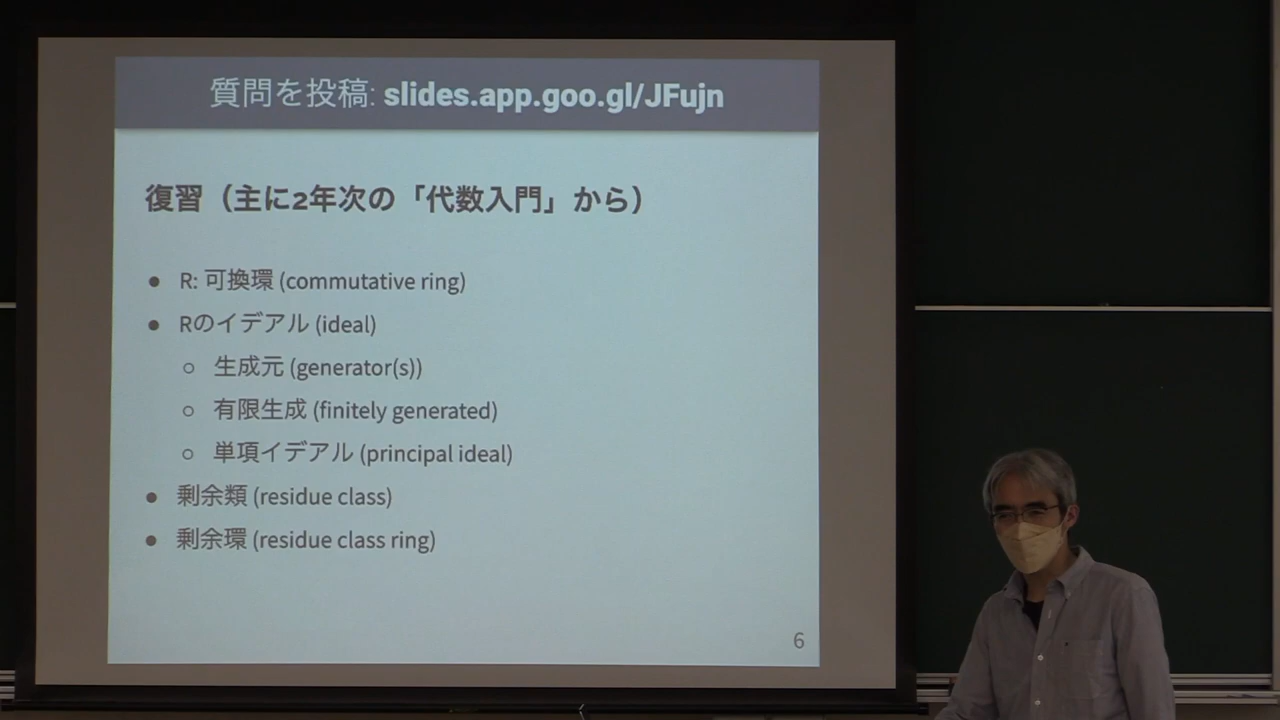 質問を投稿: slides.app.goo.gl/JFujn
復習（主に2年次の「代数入門」から）
● R: 可換環 (commutative ring)
● Rのイデアル (ideal)
○ 生成元 (generator(s))
○ 有限生成 (finitely generated)
○ 単項イデアル (principal ideal)
● 剰余類 (residue class)
● 剰余環 (residue class ring)
6